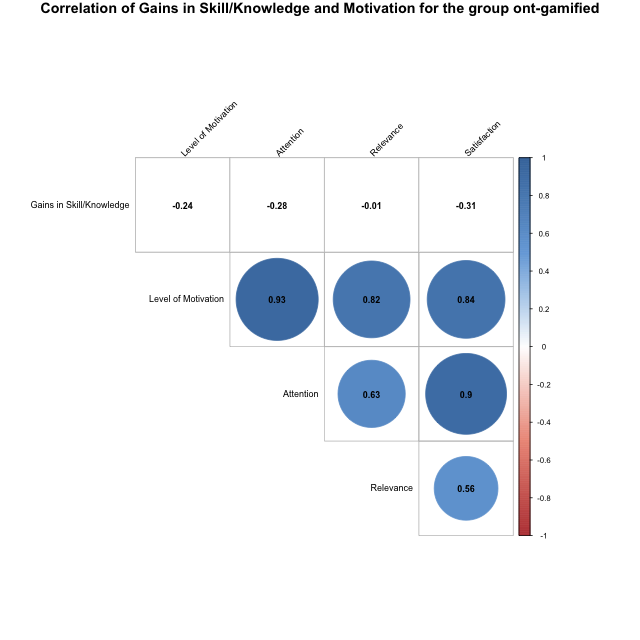 Correlation of Gains in Skill/Knowledge and Motivation for the group ont-gamified
Level of Motivation
Attention
Relevance
Satisfaction
Gains in Skill/Knowledge -0.24 -0.28 -0.01 -0.31
Level of Motivation 0.93 0.82 0.84
Attention 0.63 0.9
Relevance 0.56
1
0.8
0.6
0.4
0.2
0
-0.2
-0.4
-0.6
-0.8
-1